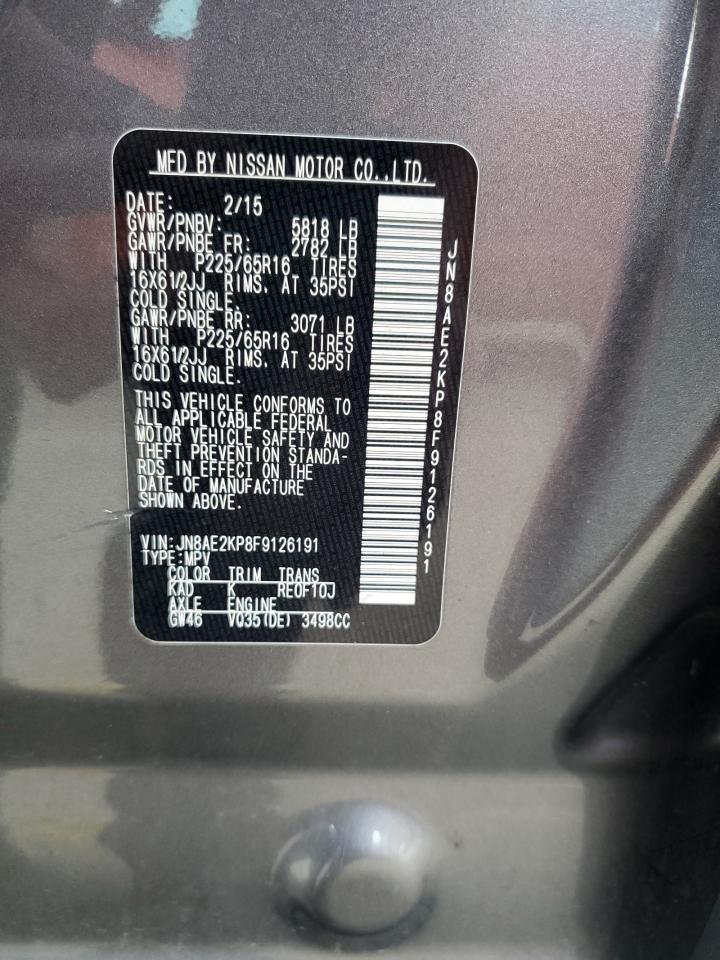 MFD BY NISSAN MOTOR CO.,LTD.
DATE: 2/15
GVWR/PNBV: 5818 LB
GAWR/PNBE FR: 2782 LB
WITH P225/65R16 TIRES
16X61/2JJ RIMS. AT 35PSI
COLD SINGLE.
GAWR/PNBE RR: 3071 LB
WITH P225/65R16 TIRES
16X61/2JJ RIMS. AT 35PSI
COLD SINGLE.
THIS VEHICLE CONFORMS TO
ALL APPLICABLE FEDERAL
MOTOR VEHICLE SAFETY AND
THEFT PREVENTION STANDA-
RDS IN EFFECT ON THE
DATE OF MANUFACTURE
SHOWN ABOVE.
VIN:JN8AE2KP8F9126191
TYPE:MPV
COLOR TRIM TRANS
KAD K RE0F10J
AXLE ENGINE
GW46 VQ35(DE) 3498CC
JN8AE2KP8F9126191